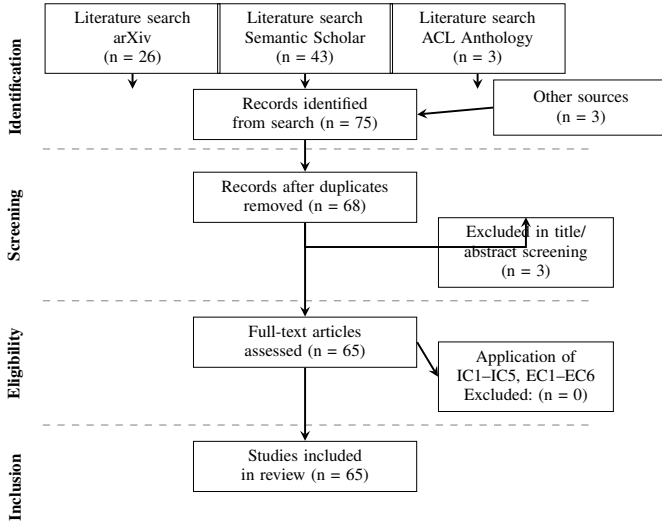 Literature search
arXiv
(n = 26)
Literature search
Semantic Scholar
(n = 43)
Literature search
ACL Anthology
(n = 3)
Identification
Records identified
from search (n = 75)
Other sources
(n = 3)
Screening
Records after duplicates
removed (n = 68)
Excluded in title/
abstract screening
(n = 3)
Eligibility
Full-text articles
assessed (n = 65)
Application of
IC1–IC5, EC1–EC6
Excluded: (n = 0)
Inclusion
Studies included
in review (n = 65)